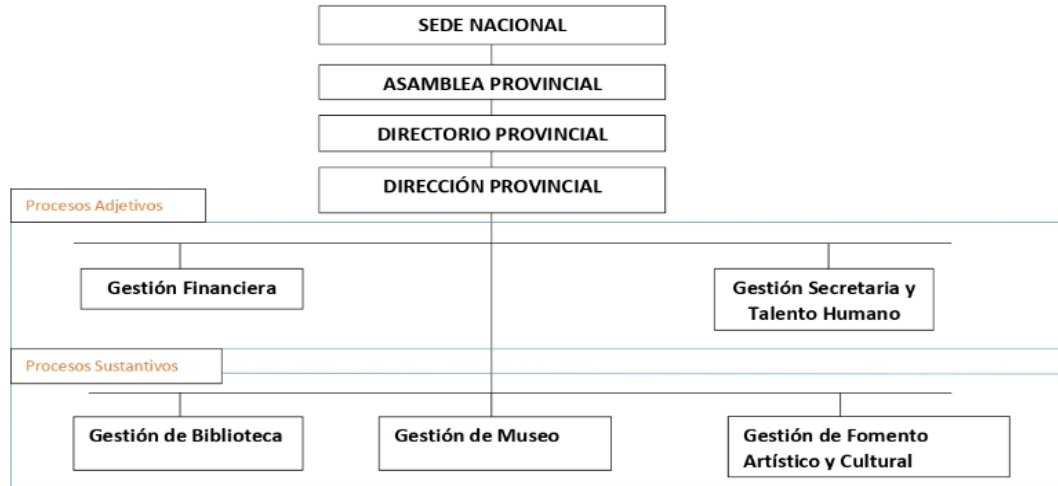 SEDE NACIONAL
ASAMBLEA PROVINCIAL
DIRECTORIO PROVINCIAL
DIRECCIÓN PROVINCIAL
Procesos Adjetivos
Gestión Financiera
Gestión Secretaria y
Talento Humano
Procesos Sustantivos
Gestión de Biblioteca
Gestión de Museo
Gestión de Fomento
Artístico y Cultural